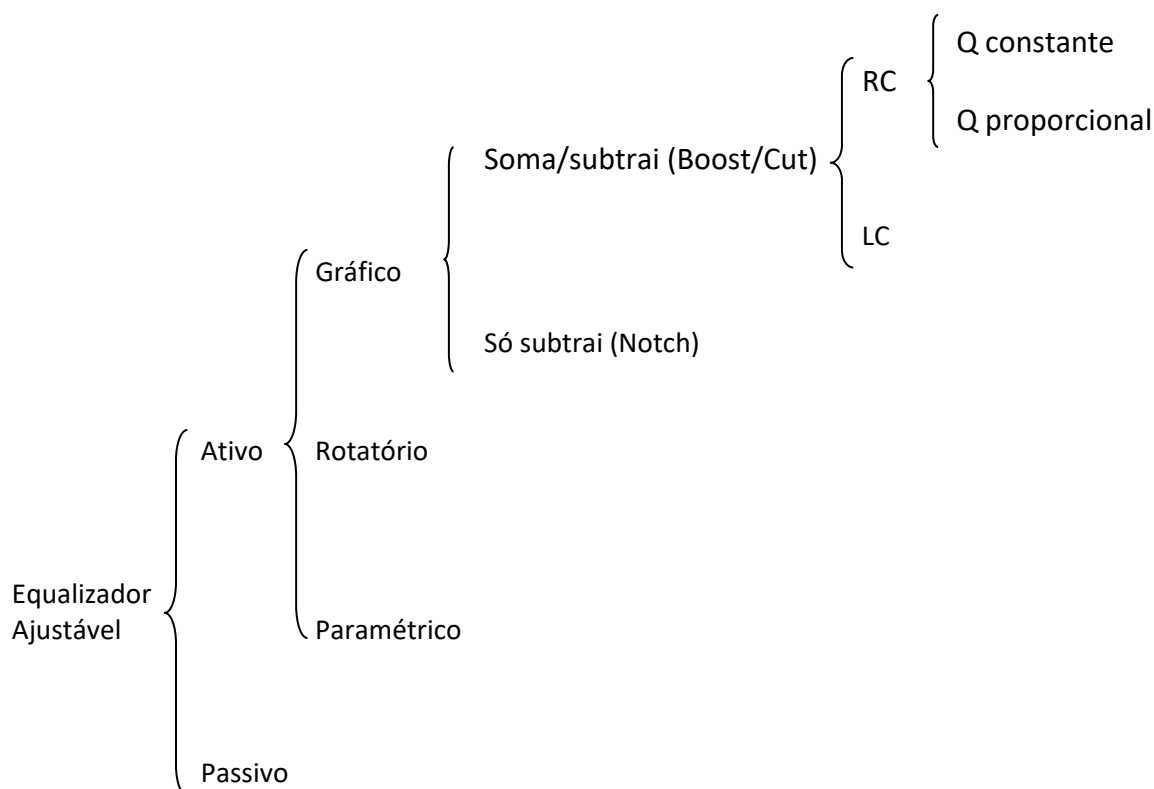 Q constante
RC
Q proporcional
Soma/subtrai (Boost/Cut)
LC
Gráfico
Só subtrai (Notch)
Ativo
Rotatório
Equalizador
Ajustável
Paramétrico
Passivo